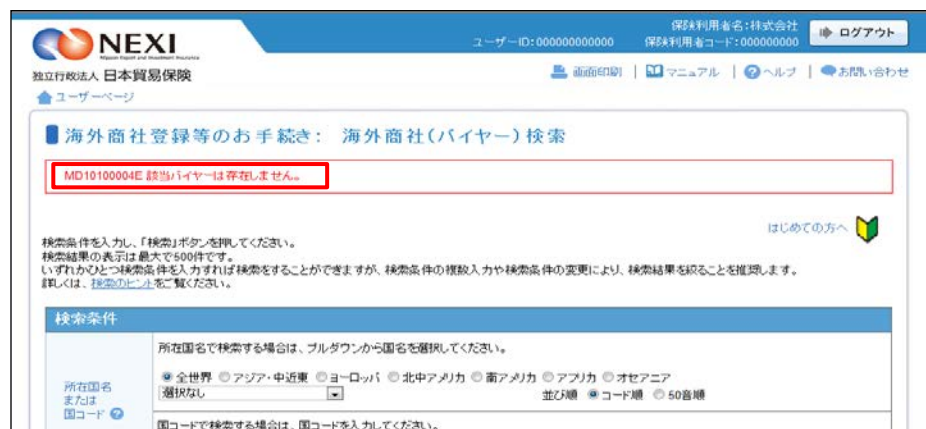 NEXI
Nippon Export and Investment Insurance
独立行政法人 日本貿易保険
ユーザーID:000000000000
保険利用者名:株式会社
保険利用者コード:000000000
ログアウト
画面印刷 | マニュアル | ヘルプ | お問い合わせ
ユーザーページ
海外商社登録等のお手続き: 海外商社(バイヤー)検索
MD10100004E 該当バイヤーは存在しません。
はじめての方へ
検索条件を入力し、「検索」ボタンを押してください。
検索結果の表示は最大で500件です。
いずれかひとつ検索条件を入力すれば検索をすることができますが、検索条件の複数入力や検索条件の変更により、検索結果を絞ることを推奨します。
詳しくは、検索のヒントをご覧ください。
検索条件
所在国名
または
国コード
所在国名で検索する場合は、プルダウンから国名を選択してください。
全世界 アジア・中近東 ヨーロッパ 北中アメリカ 南アメリカ アフリカ オセアニア
選択なし 並び順 コード順 50音順
国コードで検索する場合は、国コードを入力してください。